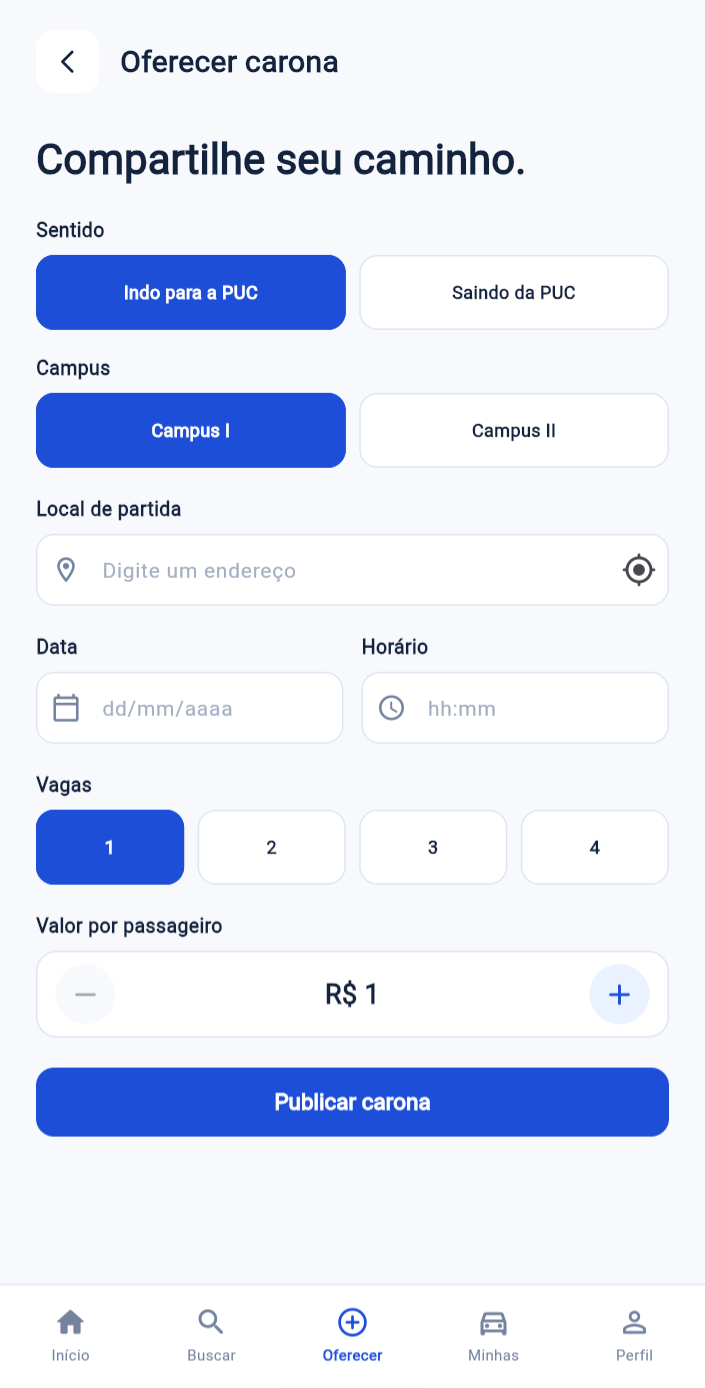 Oferecer carona
Compartilhe seu caminho.
Sentido
Indo para a PUC
Saindo da PUC
Campus
Campus I
Campus II
Local de partida
Digite um endereço
Data
Horário
dd/mm/aaaa
hh:mm
Vagas
1
2
3
4
Valor por passageiro
R$ 1
Publicar carona
Início
Buscar
Oferecer
Minhas
Perfil